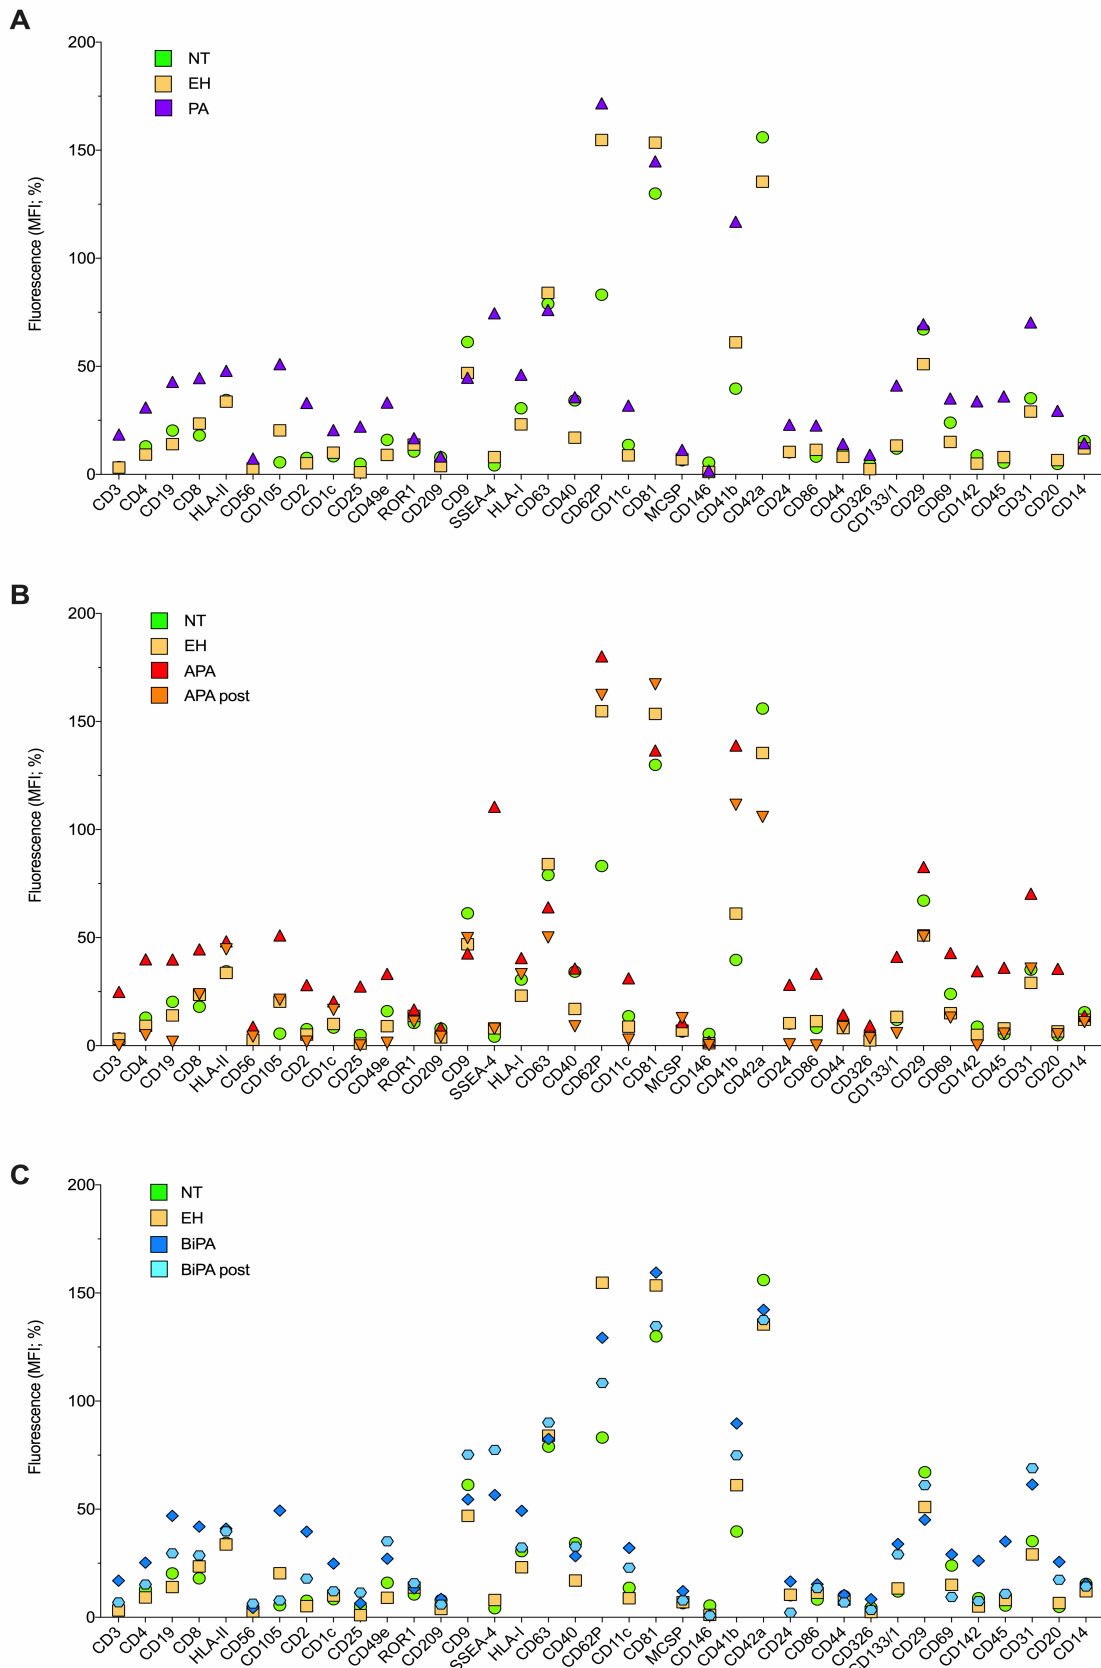 A
200
150
100
50
0
Fluorescence (MFI; %)
NT
EH
PA
CD3 CD4 CD19 CD8 HLA-II CD56 CD105 CD2 CD1c CD25 CD49e ROR1 CD209 CD9 SSEA-4 HLA-I CD63 CD40 CD62P CD11c CD81 MCSP CD146 CD41b CD42a CD24 CD86 CD44 CD326 CD133/1 CD29 CD69 CD142 CD45 CD31 CD20 CD14
B
200
150
100
50
0
Fluorescence (MFI; %)
NT
EH
APA
APA post
CD3 CD4 CD19 CD8 HLA-II CD56 CD105 CD2 CD1c CD25 CD49e ROR1 CD209 CD9 SSEA-4 HLA-I CD63 CD40 CD62P CD11c CD81 MCSP CD146 CD41b CD42a CD24 CD86 CD44 CD326 CD133/1 CD29 CD69 CD142 CD45 CD31 CD20 CD14
C
200
150
100
50
0
Fluorescence (MFI; %)
NT
EH
BiPA
BiPA post
CD3 CD4 CD19 CD8 HLA-II CD56 CD105 CD2 CD1c CD25 CD49e ROR1 CD209 CD9 SSEA-4 HLA-I CD63 CD40 CD62P CD11c CD81 MCSP CD146 CD41b CD42a CD24 CD86 CD44 CD326 CD133/1 CD29 CD69 CD142 CD45 CD31 CD20 CD14